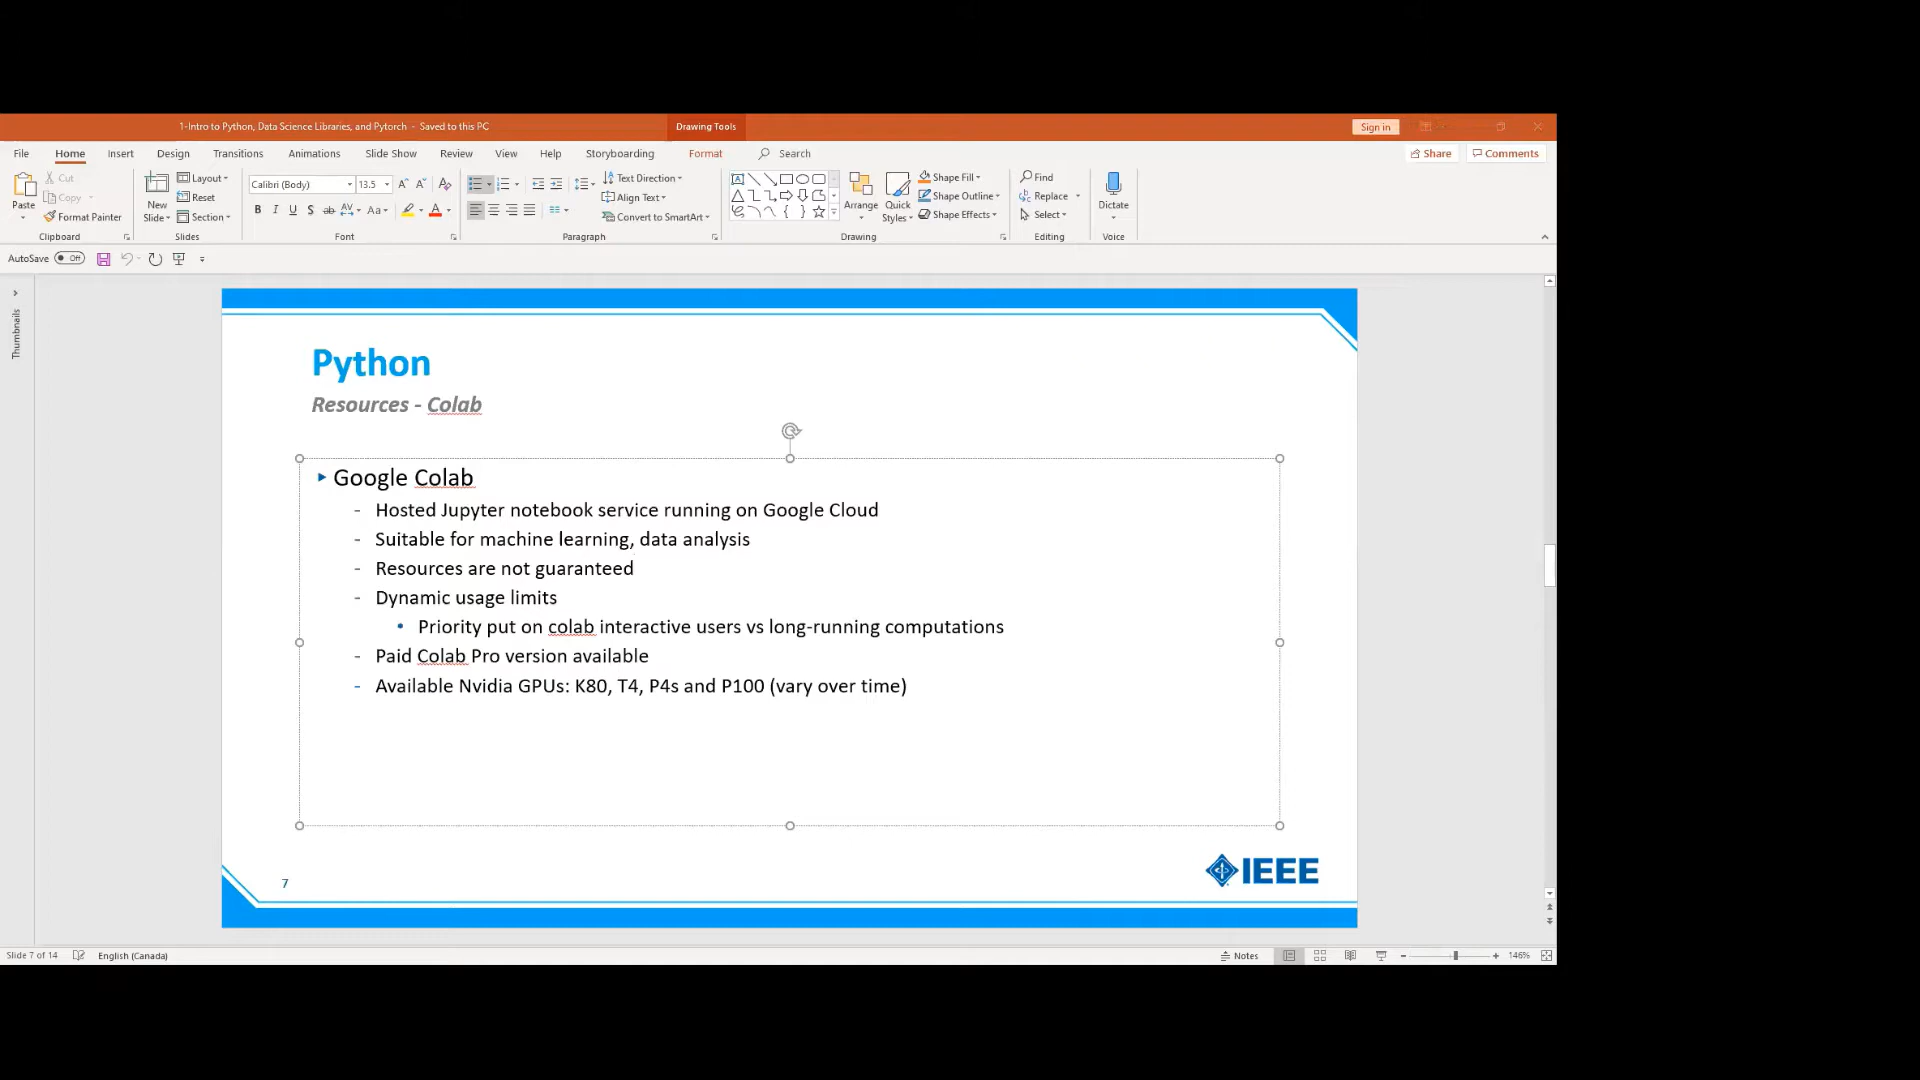 1-Intro to Python, Data Science Libraries, and Pytorch - Saved to this PC
Drawing Tools
Sign in
File Home Insert Design Transitions Animations Slide Show Review View Help Storyboarding Format Search Share Comments
Paste
Cut
Copy
Format Painter
Clipboard
New Slide
Layout
Reset
Section
Slides
Calibri (Body) 13.5
B I U S ab AV Aa A
Font
Text Direction
Align Text
Convert to SmartArt
Paragraph
Arrange
Quick Styles
Shape Fill
Shape Outline
Shape Effects
Drawing
Find
Replace
Select
Editing
Dictate
Voice
AutoSave Off
Thumbnails
Python
Resources - Colab
Google Colab
- Hosted Jupyter notebook service running on Google Cloud
- Suitable for machine learning, data analysis
- Resources are not guaranteed
- Dynamic usage limits
• Priority put on colab interactive users vs long-running computations
- Paid Colab Pro version available
- Available Nvidia GPUs: K80, T4, P4s and P100 (vary over time)
7
IEEE
Slide 7 of 14 English (Canada) Notes 146%